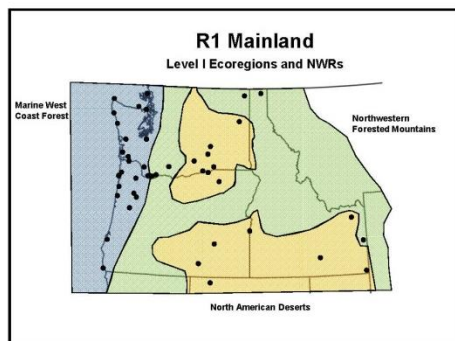 R1 Mainland
Level I Ecoregions and NWRs
Marine West
Coast Forest
Northwestern
Forested Mountains
North American Deserts